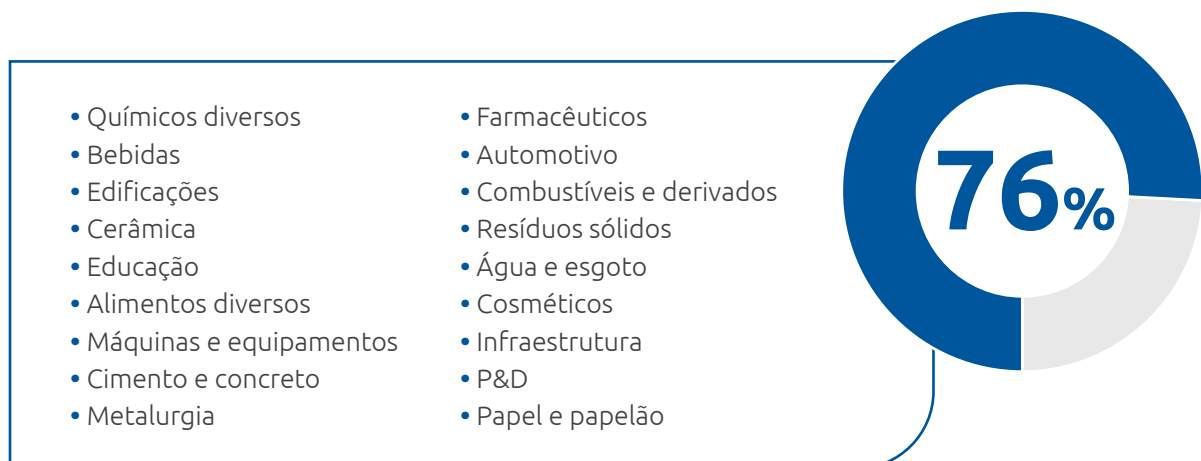 • Químicos diversos
• Bebidas
• Edificações
• Cerâmica
• Educação
• Alimentos diversos
• Máquinas e equipamentos
• Cimento e concreto
• Metalurgia
• Farmacêuticos
• Automotivo
• Combustíveis e derivados
• Resíduos sólidos
• Água e esgoto
• Cosméticos
• Infraestrutura
• P&D
• Papel e papelão
76%